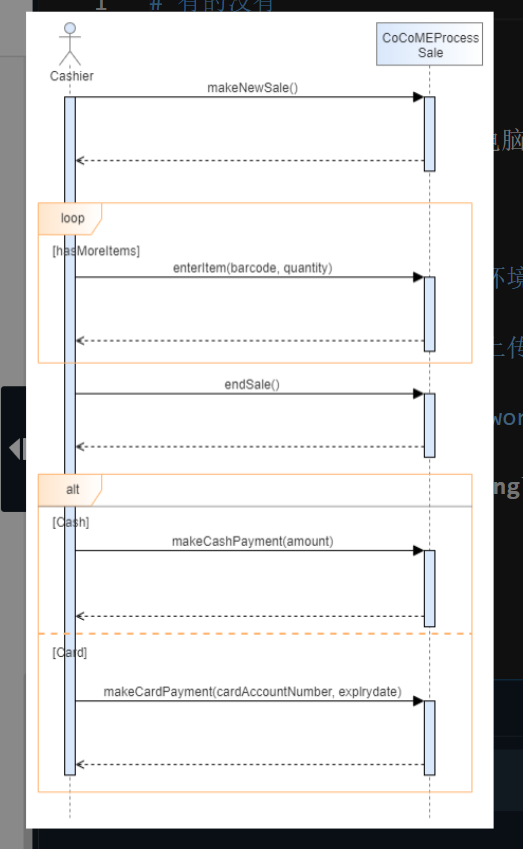 1 # 有的没有
Cashier
CoCoMEProcess
Sale
makeNewSale()
电脑
loop
[hasMoreItems]
enterItem(barcode, quantity)
环境
上传
endSale()
wor
ng
alt
[Cash]
makeCashPayment(amount)
[Card]
makeCardPayment(cardAccountNumber, expIrydate)